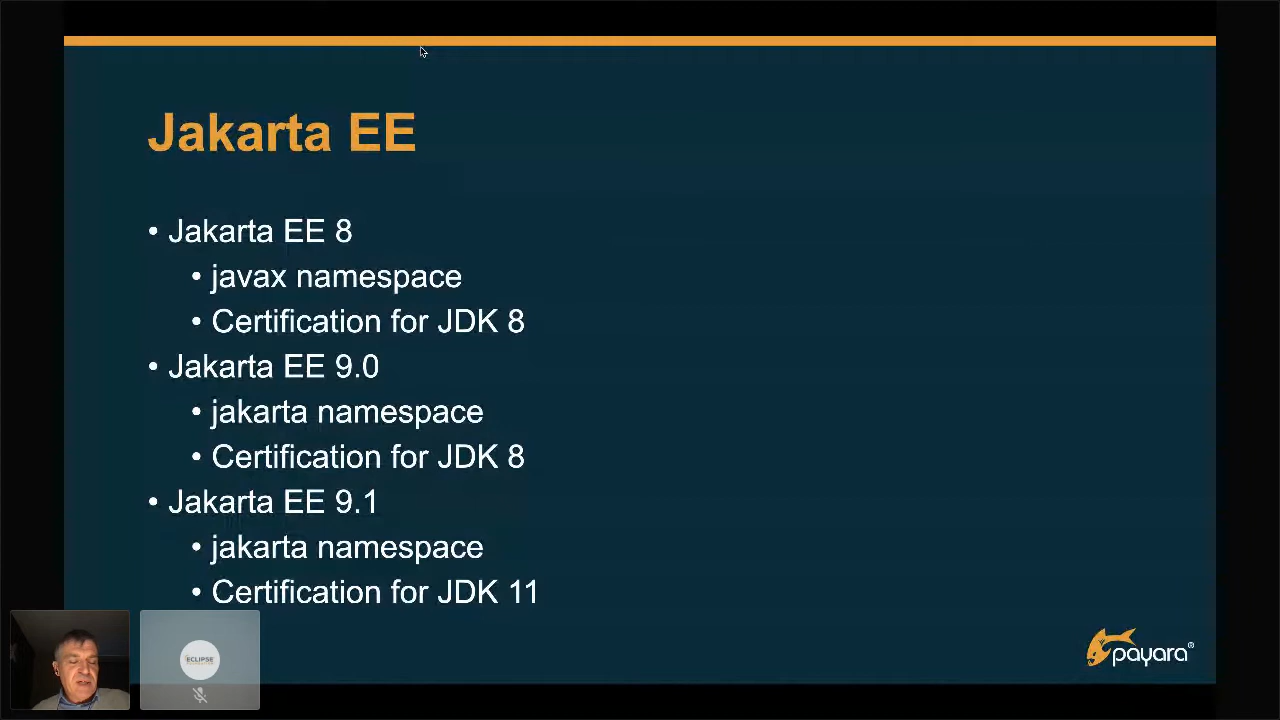 Jakarta EE
• Jakarta EE 8
• javax namespace
• Certification for JDK 8
• Jakarta EE 9.0
• jakarta namespace
• Certification for JDK 8
• Jakarta EE 9.1
• jakarta namespace
• Certification for JDK 11
ECLIPSE
payara®